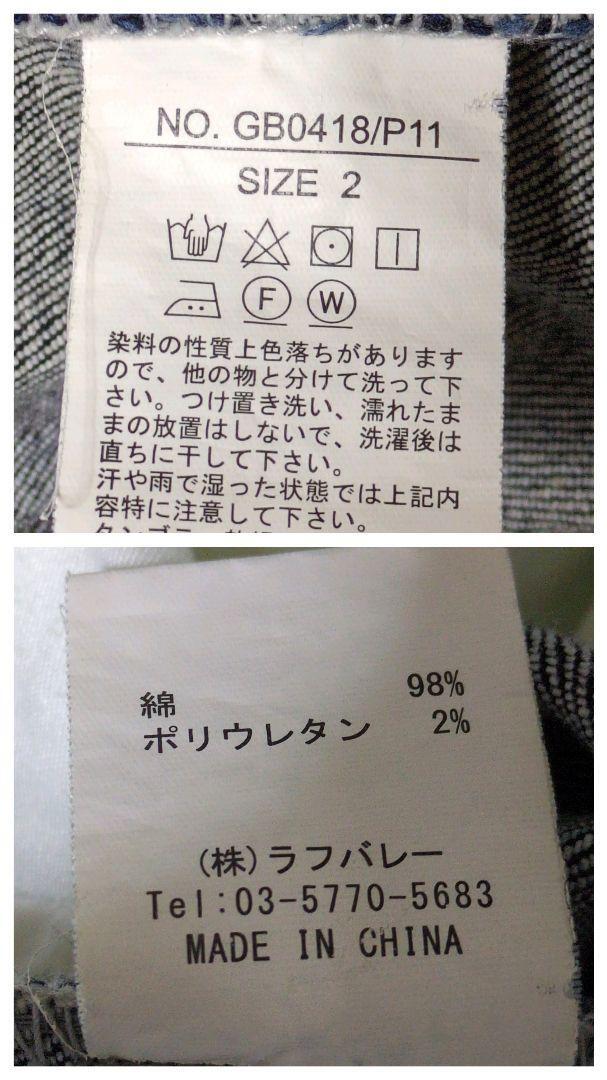 NO. GB0418/P11
SIZE 2
F W
染料の性質上色落ちがあります
ので、他の物と分けて洗って下
さい。つけ置き洗い、濡れたま
まの放置はしないで、洗濯後は
直ちに干して下さい。
汗や雨で湿った状態では上記内
容特に注意して下さい。
綿 98%
ポリウレタン 2%
(株)ラフバレー
Tel:03-5770-5683
MADE IN CHINA